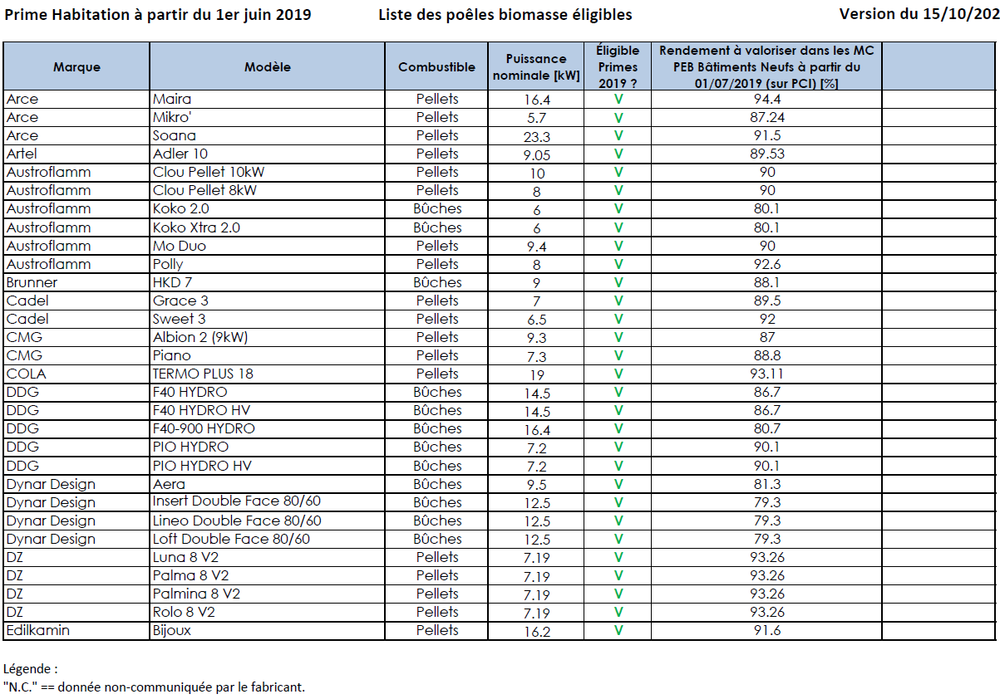 Prime Habitation à partir du 1er juin 2019 Liste des poêles biomasse éligibles Version du 15/10/202
Marque Modèle Combustible Puissance nominale [kW] Éligible Primes 2019 ? Rendement à valoriser dans les MC PEB Bâtiments Neufs à partir du 01/07/2019 (sur PCI) [%]
Arce Maira Pellets 16.4 V 94.4
Arce Mikro' Pellets 5.7 V 87.24
Arce Soana Pellets 23.3 V 91.5
Artel Adler 10 Pellets 9.05 V 89.53
Austroflamm Clou Pellet 10kW Pellets 10 V 90
Austroflamm Clou Pellet 8kW Pellets 8 V 90
Austroflamm Koko 2.0 Bûches 6 V 80.1
Austroflamm Koko Xtra 2.0 Bûches 6 V 80.1
Austroflamm Mo Duo Pellets 9.4 V 90
Austroflamm Polly Pellets 8 V 92.6
Brunner HKD 7 Bûches 9 V 88.1
Cadel Grace 3 Pellets 7 V 89.5
Cadel Sweet 3 Pellets 6.5 V 92
CMG Albion 2 (9kW) Pellets 9.3 V 87
CMG Piano Pellets 7.3 V 88.8
COLA TERMO PLUS 18 Pellets 19 V 93.11
DDG F40 HYDRO Bûches 14.5 V 86.7
DDG F40 HYDRO HV Bûches 14.5 V 86.7
DDG F40-900 HYDRO Bûches 16.4 V 80.7
DDG PIO HYDRO Bûches 7.2 V 90.1
DDG PIO HYDRO HV Bûches 7.2 V 90.1
Dynar Design Aera Bûches 9.5 V 81.3
Dynar Design Insert Double Face 80/60 Bûches 12.5 V 79.3
Dynar Design Lineo Double Face 80/60 Bûches 12.5 V 79.3
Dynar Design Loft Double Face 80/60 Bûches 12.5 V 79.3
DZ Luna 8 V2 Pellets 7.19 V 93.26
DZ Palma 8 V2 Pellets 7.19 V 93.26
DZ Palmina 8 V2 Pellets 7.19 V 93.26
DZ Rolo 8 V2 Pellets 7.19 V 93.26
Edilkamin Bijoux Pellets 16.2 V 91.6
Légende :
"N.C." == donnée non-communiquée par le fabricant.